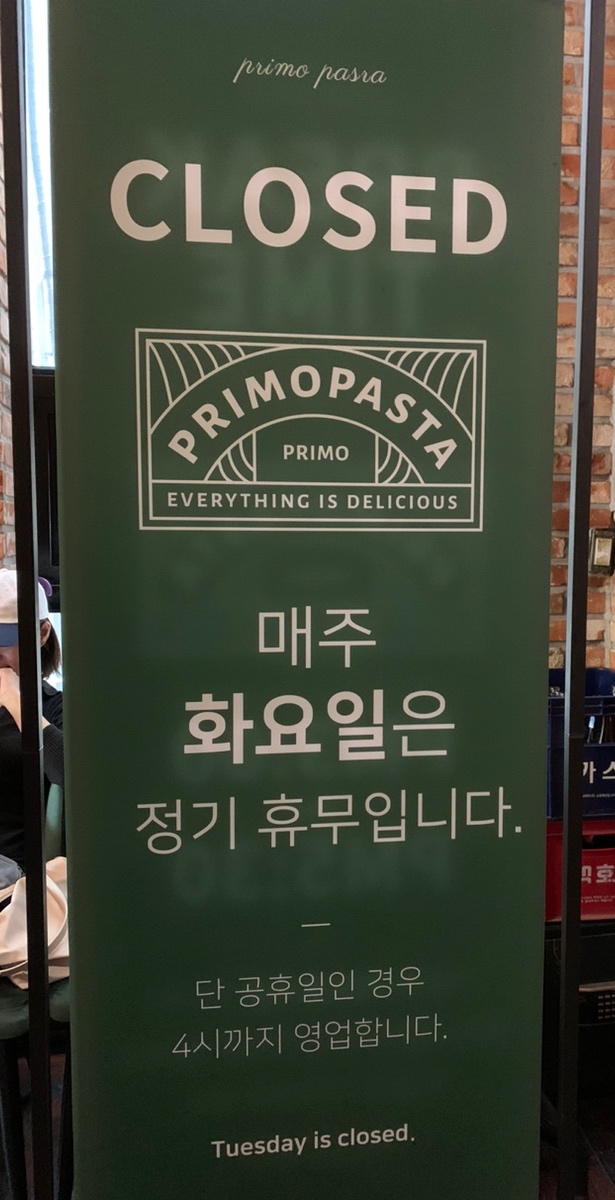 primo pasra
CLOSED
PRIMOPASTA
PRIMO
EVERYTHING IS DELICIOUS
매주
화요일은
정기 휴무입니다.
—
단 공휴일인 경우
4시까지 영업합니다.
Tuesday is closed.